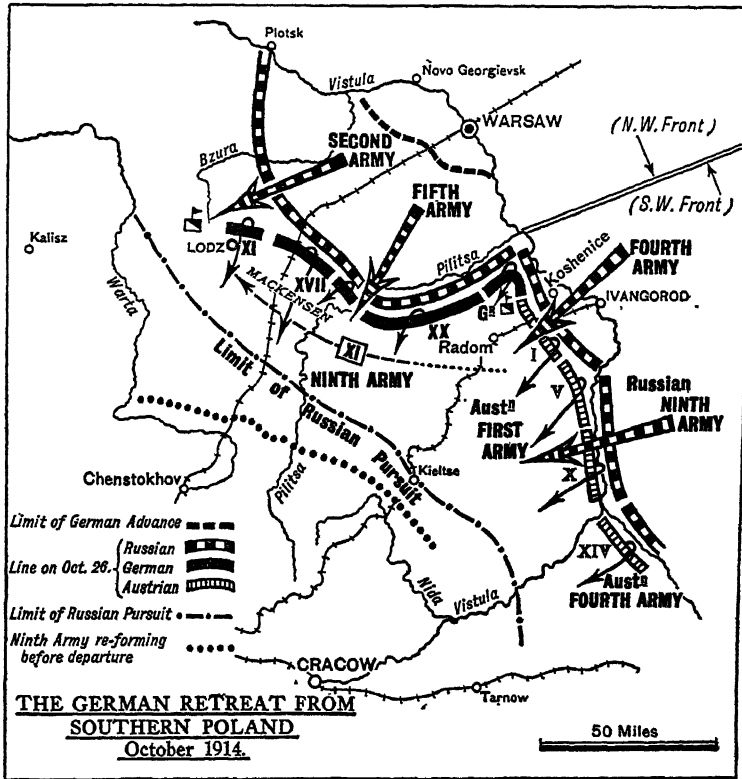 Plotsk
Vistula
Novo Georgievsk
WARSAW
Bzura
SECOND
ARMY
(N.W. Front)
(S.W. Front)
FIFTH
ARMY
Kalisz
LODZ
XI
XVII
MACKENSEN
Pilitsa
Koshenice
FOURTH
ARMY
IVANGOROD
Warta
XX
Gᴿ
Radom
I
XI
NINTH ARMY
Limit of Russian Pursuit
Austᴺ
FIRST
ARMY
V
Russian
NINTH
ARMY
X
Chenstokhov
Pilitsa
Kieltse
XIV
Austᴺ
FOURTH ARMY
Nida
Vistula
Limit of German Advance
Line on Oct. 26.
Russian
German
Austrian
Limit of Russian Pursuit
Ninth Army re-forming
before departure
CRACOW
Tarnow
THE GERMAN RETREAT FROM
SOUTHERN POLAND
October 1914.
50 Miles